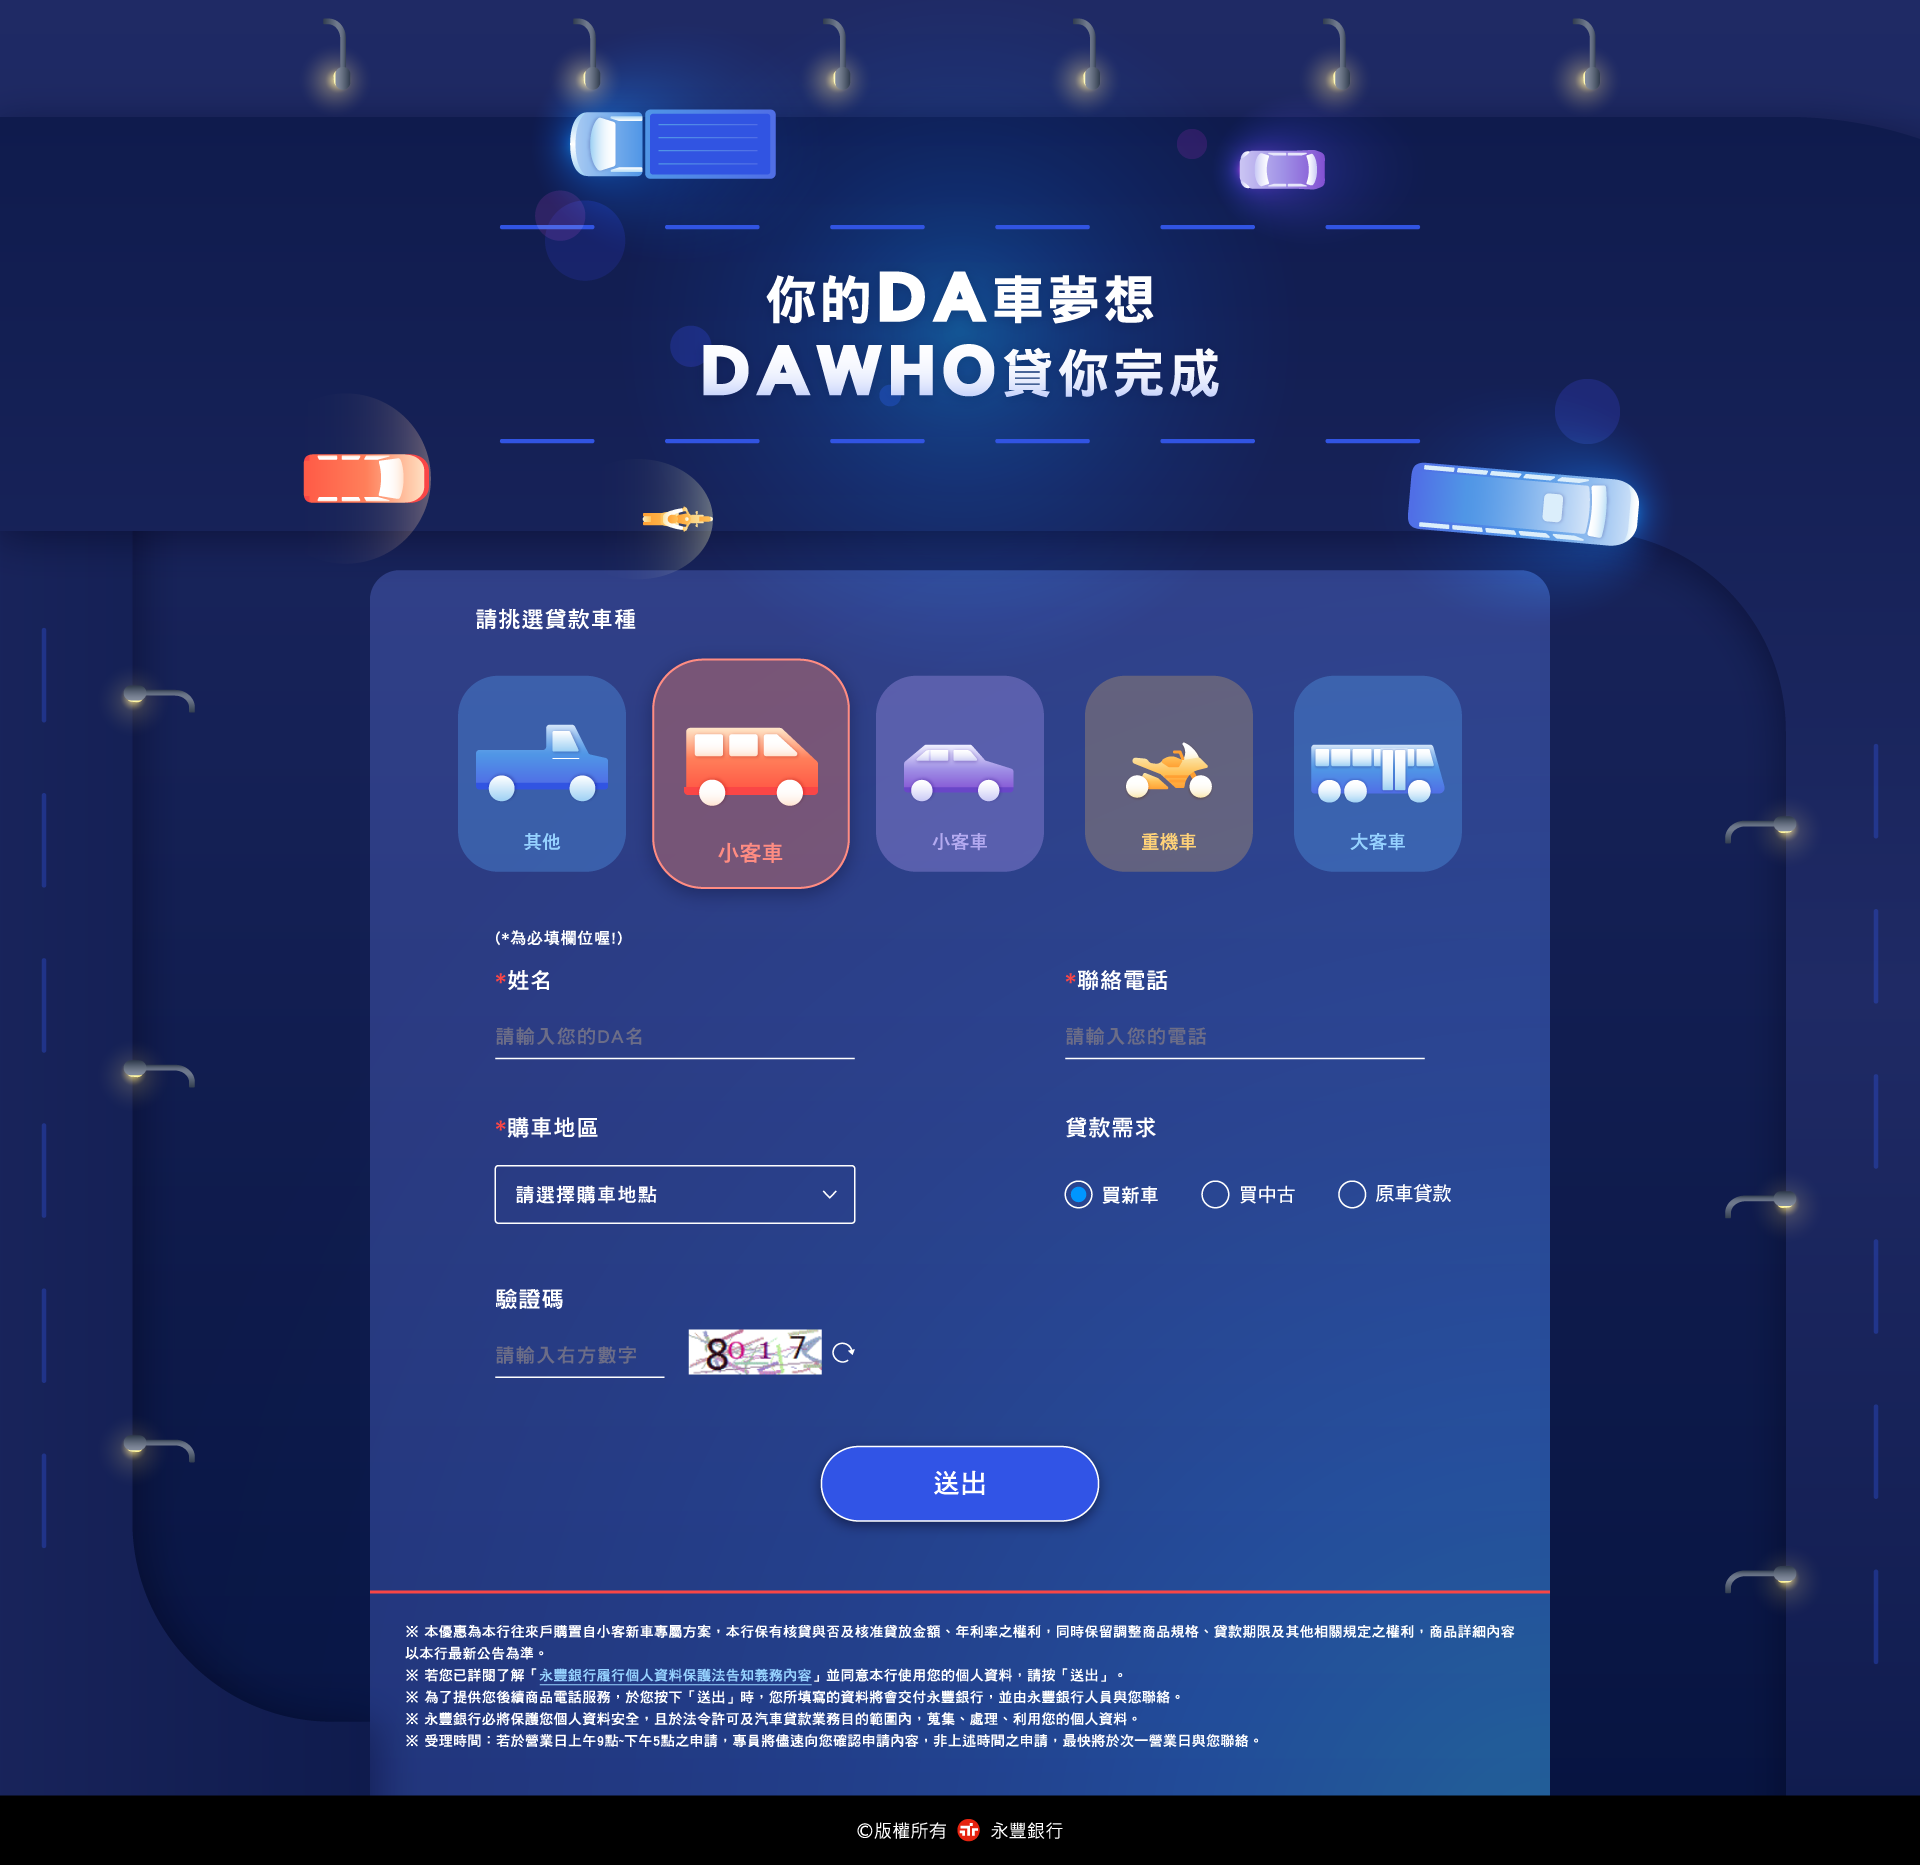 你的DA車夢想
DAWHO貸你完成
請挑選貸款車種
其他
小客車
小客車
重機車
大客車
(*為必填欄位喔!)
*姓名
*聯絡電話
請輸入您的DA名
請輸入您的電話
*購車地區
貸款需求
請選擇購車地點
買新車
買中古
原車貸款
驗證碼
請輸入右方數字
8017
送出
※ 本優惠為本行往來戶購置自小客新車專屬方案，本行保有核貸與否及核准貸放金額、年利率之權利，同時保留調整商品規格、貸款期限及其他相關規定之權利，商品詳細內容
以本行最新公告為準。
※ 若您已詳閱了解「永豐銀行履行個人資料保護法告知義務內容」並同意本行使用您的個人資料，請按「送出」。
※ 為了提供您後續商品電話服務，於您按下「送出」時，您所填寫的資料將會交付永豐銀行，並由永豐銀行人員與您聯絡。
※ 永豐銀行必將保護您個人資料安全，且於法令許可及汽車貸款業務目的範圍內，蒐集、處理、利用您的個人資料。
※ 受理時間：若於營業日上午9點~下午5點之申請，專員將儘速向您確認申請內容，非上述時間之申請，最快將於次一營業日與您聯絡。
©版權所有 永豐銀行